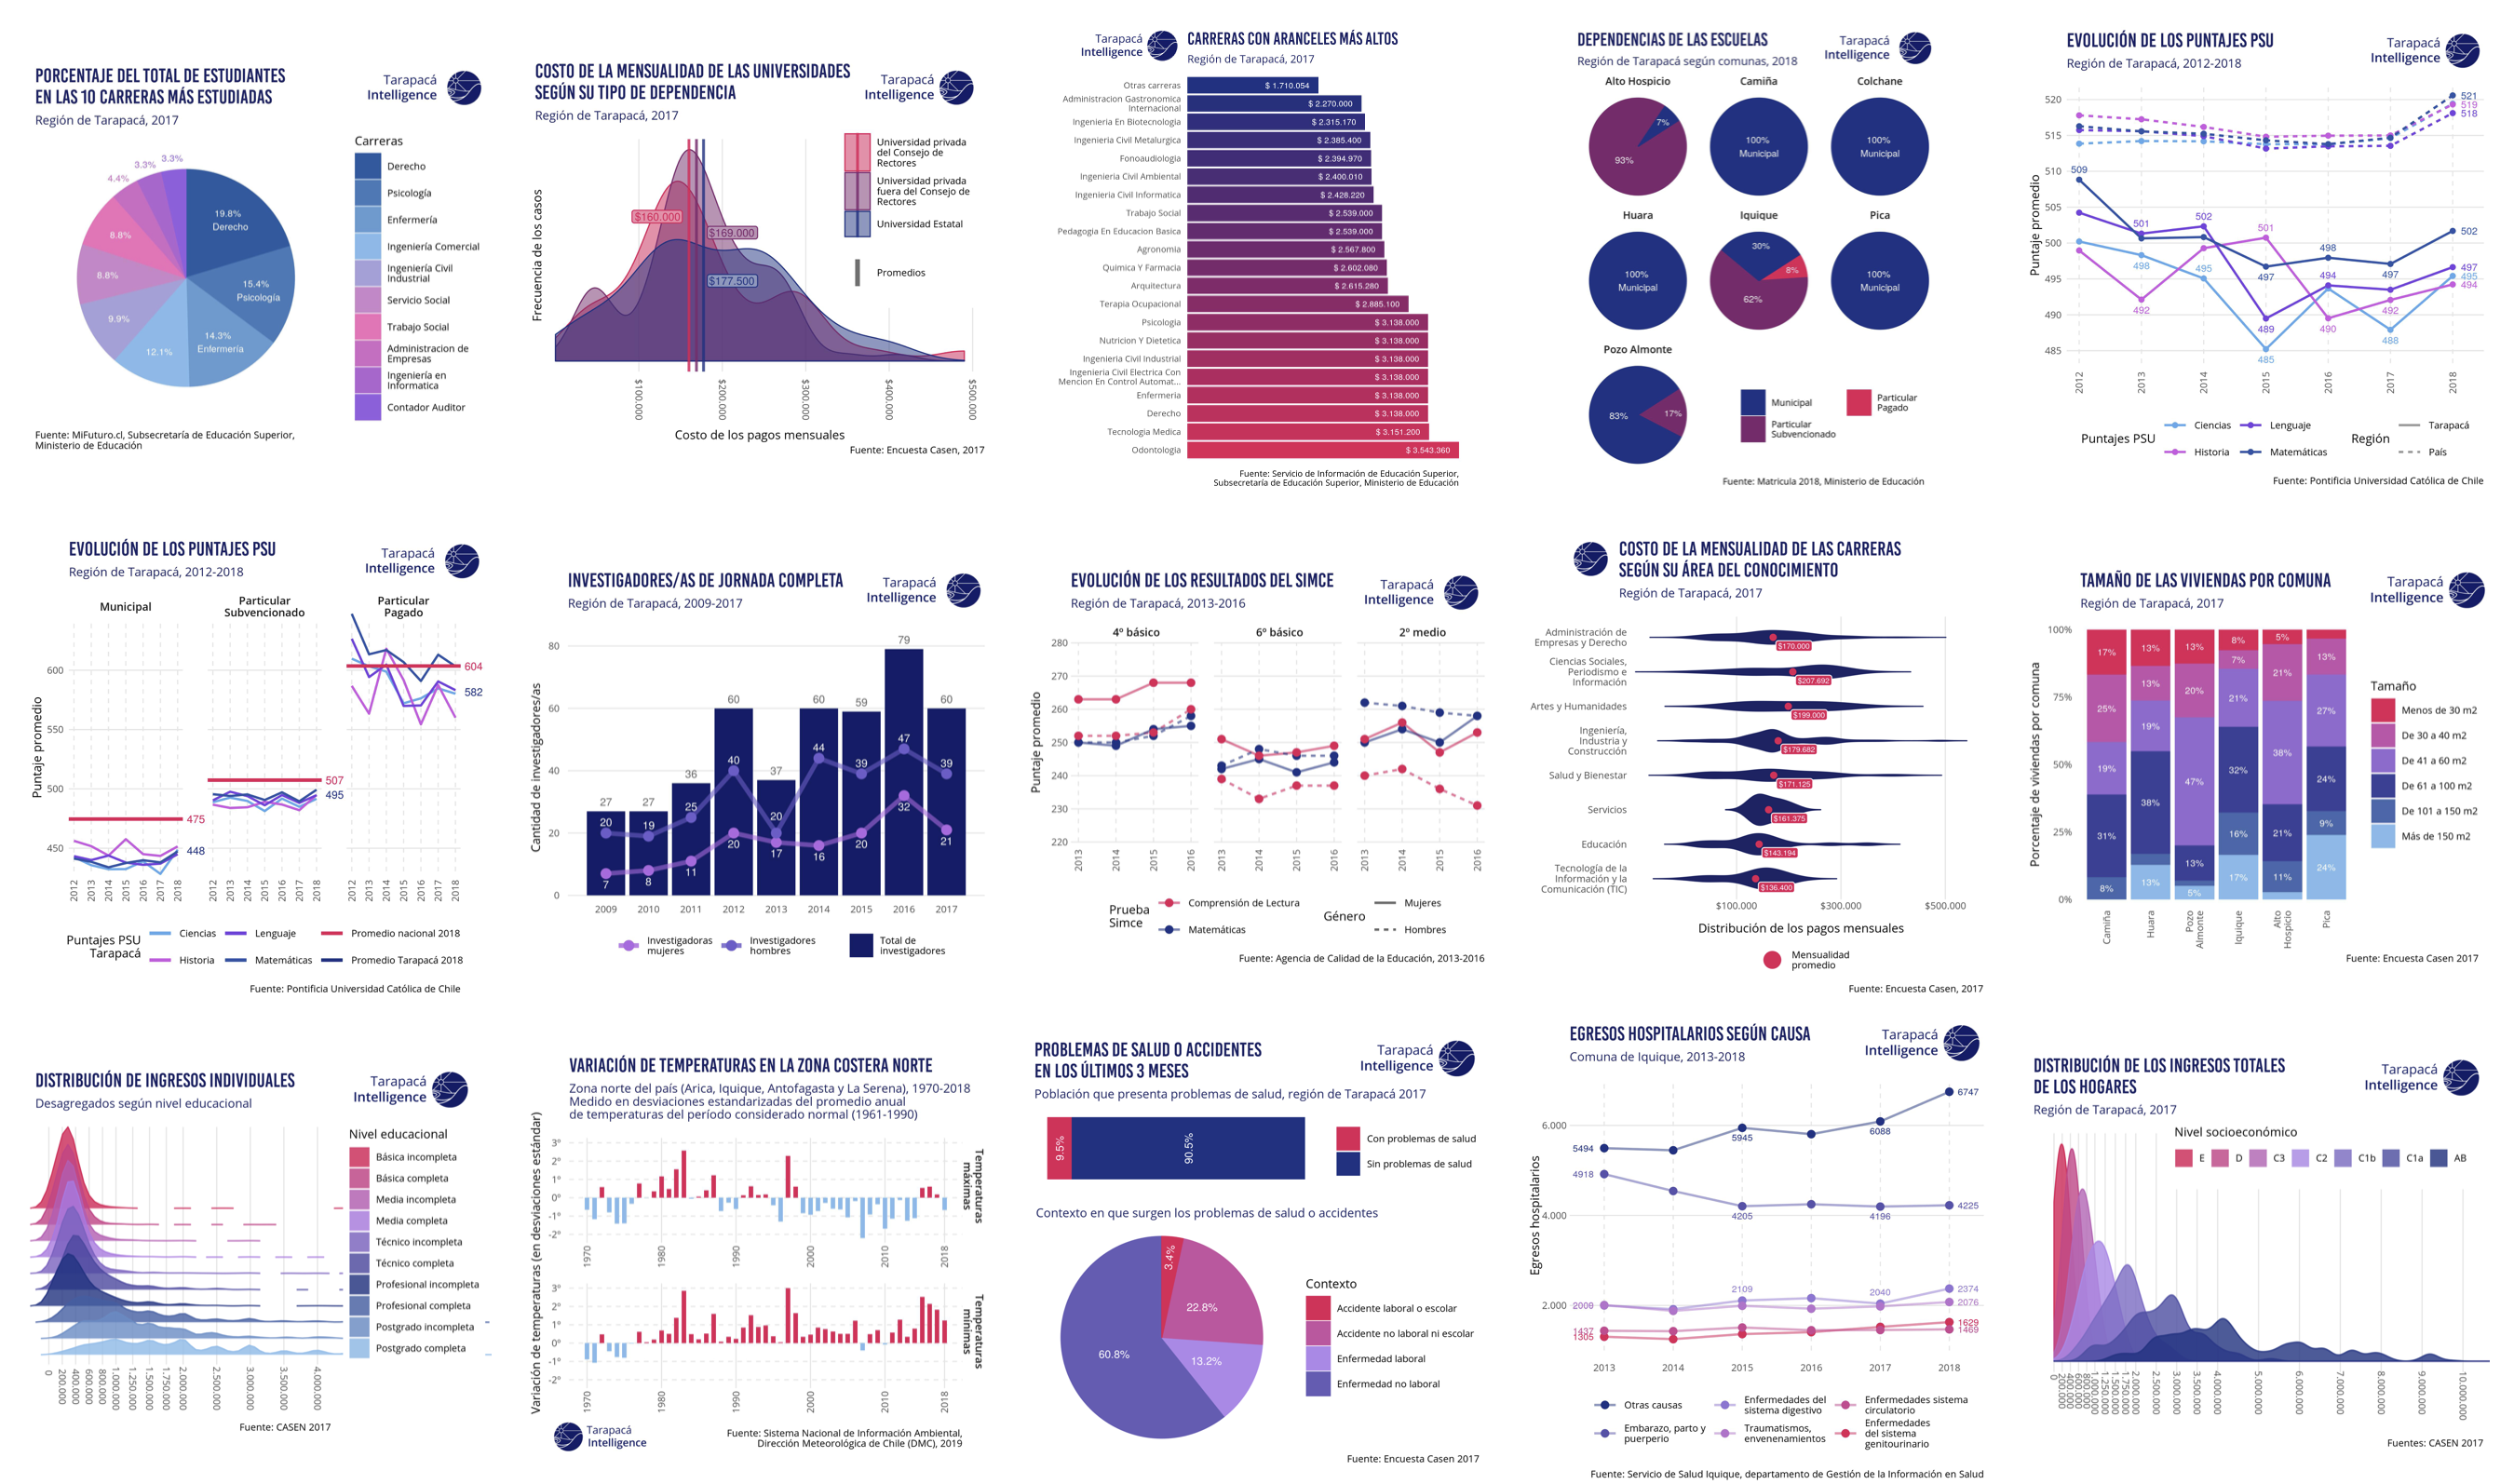 PORCENTAJE DEL TOTAL DE ESTUDIANTES
EN LAS 10 CARRERAS MÁS ESTUDIADAS
Región de Tarapacá, 2017
Tarapacá
Intelligence
Carreras
Derecho
Psicología
Enfermería
Ingeniería Comercial
Ingeniería Civil
Industrial
Servicio Social
Trabajo Social
Administracion de
Empresas
Ingeniería en
Informatica
Contador Auditor
3.3%
3.3%
4.4%
19.8%
Derecho
8.8%
15.4%
Psicología
8.8%
14.3%
Enfermería
9.9%
12.1%
Fuente: MiFuturo.cl, Subsecretaría de Educación Superior,
Ministerio de Educación
COSTO DE LA MENSUALIDAD DE LAS UNIVERSIDADES
SEGÚN SU TIPO DE DEPENDENCIA
Región de Tarapacá, 2017
Tarapacá
Intelligence
Universidad privada
del Consejo de
Rectores
Universidad privada
fuera del Consejo de
Rectores
Universidad Estatal
Promedios
Frecuencia de los casos
$160.000
$169.000
$177.500
$100.000
$200.000
$300.000
$400.000
$500.000
Costo de los pagos mensuales
Fuente: Encuesta Casen, 2017
Tarapacá
Intelligence
CARRERAS CON ARANCELES MÁS ALTOS
Región de Tarapacá, 2017
Otras carreras $ 1.710.054
Administracion Gastronomica
Internacional $ 2.270.000
Ingenieria En Biotecnologia $ 2.315.170
Ingenieria Civil Metalurgica $ 2.385.400
Fonoaudiologia $ 2.394.970
Ingenieria Civil Ambiental $ 2.400.010
Ingenieria Civil Informatica $ 2.428.220
Trabajo Social $ 2.539.000
Pedagogia En Educacion Basica $ 2.539.000
Agronomia $ 2.567.800
Quimica Y Farmacia $ 2.602.080
Arquitectura $ 2.615.280
Terapia Ocupacional $ 2.885.100
Psicologia $ 3.138.000
Nutricion Y Dietetica $ 3.138.000
Ingenieria Civil Industrial $ 3.138.000
Ingenieria Civil Electrica Con
Mencion En Control Automat... $ 3.138.000
Enfermeria $ 3.138.000
Derecho $ 3.138.000
Tecnologia Medica $ 3.151.200
Odontologia $ 3.543.360
Fuente: Servicio de Información de Educación Superior,
Subsecretaría de Educación Superior, Ministerio de Educación
DEPENDENCIAS DE LAS ESCUELAS
Región de Tarapacá según comunas, 2018
Tarapacá
Intelligence
Alto Hospicio Camiña Colchane
7%
93%
100%
Municipal
100%
Municipal
Huara Iquique Pica
100%
Municipal
30%
8%
62%
100%
Municipal
Pozo Almonte
83%
17%
Municipal
Particular
Subvencionado
Particular
Pagado
Fuente: Matricula 2018, Ministerio de Educación
EVOLUCIÓN DE LOS PUNTAJES PSU
Región de Tarapacá, 2012-2018
Tarapacá
Intelligence
Puntaje promedio
520
515
510
505
500
495
490
485
521
519
518
509
501
502
501
498
502
498
495
497
494
497
497
495
494
492
489
490
492
488
485
2012 2013 2014 2015 2016 2017 2018
Puntajes PSU
Ciencias
Lenguaje
Historia
Matemáticas
Región
Tarapacá
País
Fuente: Pontificia Universidad Católica de Chile
EVOLUCIÓN DE LOS PUNTAJES PSU
Región de Tarapacá, 2012-2018
Tarapacá
Intelligence
Municipal
Particular
Subvencionado
Particular
Pagado
Puntaje promedio
600
550
500
450
475
448
507
495
604
582
2012 2013 2014 2015 2016 2017 2018
2012 2013 2014 2015 2016 2017 2018
2012 2013 2014 2015 2016 2017 2018
Puntajes PSU
Tarapacá
Ciencias
Lenguaje
Promedio nacional 2018
Historia
Matemáticas
Promedio Tarapacá 2018
Fuente: Pontificia Universidad Católica de Chile
INVESTIGADORES/AS DE JORNADA COMPLETA
Región de Tarapacá, 2009-2017
Tarapacá
Intelligence
Cantidad de investigadores/as
80
60
40
20
0
27 27 36 60 37 60 59 79 60
20 19 25 40 20 44 39 47 39
7 8 11 20 17 16 20 32 21
2009 2010 2011 2012 2013 2014 2015 2016 2017
Investigadoras
mujeres
Investigadores
hombres
Total de
investigadores
EVOLUCIÓN DE LOS RESULTADOS DEL SIMCE
Región de Tarapacá, 2013-2016
Tarapacá
Intelligence
4º básico 6º básico 2º medio
Puntaje promedio
280
270
260
250
240
230
220
2013 2014 2015 2016
2013 2014 2015 2016
2013 2014 2015 2016
Prueba
Simce
Comprensión de Lectura
Matemáticas
Género
Mujeres
Hombres
Fuente: Agencia de Calidad de la Educación, 2013-2016
COSTO DE LA MENSUALIDAD DE LAS CARRERAS
SEGÚN SU ÁREA DEL CONOCIMIENTO
Región de Tarapacá, 2017
Administración de
Empresas y Derecho
$170.000
Ciencias Sociales,
Periodismo e
Información
$207.692
Artes y Humanidades
$199.000
Ingeniería,
Industria y
Construcción
$179.682
Salud y Bienestar
$171.125
Servicios
$161.375
Educación
$143.194
Tecnología de la
Información y la
Comunicación (TIC)
$136.400
$100.000 $300.000 $500.000
Distribución de los pagos mensuales
Mensualidad
promedio
Fuente: Encuesta Casen, 2017
TAMAÑO DE LAS VIVIENDAS POR COMUNA
Región de Tarapacá, 2017
Tarapacá
Intelligence
Porcentaje de viviendas por comuna
100%
75%
50%
25%
0%
17% 25% 19% 31% 8%
13% 13% 19% 38% 13%
13% 20% 47% 13% 5%
8% 7% 21% 32% 16% 17%
5% 21% 38% 21% 11%
13% 27% 24% 9% 24%
Camiña
Huara
Pozo
Almonte
Iquique
Alto
Hospicio
Pica
Tamaño
Menos de 30 m2
De 30 a 40 m2
De 41 a 60 m2
De 61 a 100 m2
De 101 a 150 m2
Más de 150 m2
Fuente: Encuesta Casen 2017
DISTRIBUCIÓN DE INGRESOS INDIVIDUALES
Desagregados según nivel educacional
Tarapacá
Intelligence
Nivel educacional
Básica incompleta
Básica completa
Media incompleta
Media completa
Técnico incompleta
Técnico completo
Profesional incompleta
Profesional completa
Postgrado incompleto
Postgrado completo
0
200.000
400.000
600.000
800.000
1.000.000
1.250.000
1.500.000
1.750.000
2.000.000
2.500.000
3.000.000
3.500.000
4.000.000
Fuente: CASEN 2017
VARIACIÓN DE TEMPERATURAS EN LA ZONA COSTERA NORTE
Zona norte del país (Arica, Iquique, Antofagasta y La Serena), 1970-2018
Medido en desviaciones estandarizadas del promedio anual
de temperaturas del período considerado normal (1961-1990)
Variación de temperaturas (en desviaciones estándar)
3º
2º
1º
0º
-1º
-2º
1970 1980 1990 2000 2010 2018
Temperaturas
máximas
3º
2º
1º
0º
-1º
-2º
1970 1980 1990 2000 2010 2018
Temperaturas
mínimas
Tarapacá
Intelligence
Fuente: Sistema Nacional de Información Ambiental,
Dirección Meteorológica de Chile (DMC), 2019
PROBLEMAS DE SALUD O ACCIDENTES
EN LOS ÚLTIMOS 3 MESES
Tarapacá
Intelligence
Población que presenta problemas de salud, región de Tarapacá 2017
9.5%
90.5%
Con problemas de salud
Sin problemas de salud
Contexto en que surgen los problemas de salud o accidentes
3.4%
22.8%
13.2%
60.8%
Contexto
Accidente laboral o escolar
Accidente no laboral ni escolar
Enfermedad laboral
Enfermedad no laboral
Fuente: Encuesta Casen 2017
EGRESOS HOSPITALARIOS SEGÚN CAUSA
Comuna de Iquique, 2013-2018
Tarapacá
Intelligence
Egresos hospitalarios
6.000
4.000
2.000
5494
5945
6088
6747
4918
4205
4196
4225
2109
2040
2374
2076
1437
1305
1629
1469
2013 2014 2015 2016 2017 2018
Otras causas
Embarazo, parto y
puerperio
Enfermedades del
sistema digestivo
Traumatismos,
envenenamientos
Enfermedades sistema
circulatorio
Enfermedades
del sistema
genitourinario
Fuente: Servicio de Salud Iquique, departamento de Gestión de la Información en Salud
DISTRIBUCIÓN DE LOS INGRESOS TOTALES
DE LOS HOGARES
Región de Tarapacá, 2017
Tarapacá
Intelligence
Nivel socioeconómico
E D C3 C2 C1b C1a AB
0
200.000
400.000
600.000
800.000
1.000.000
1.250.000
1.500.000
1.750.000
2.000.000
2.500.000
3.000.000
3.500.000
4.000.000
5.000.000
6.000.000
7.000.000
8.000.000
9.000.000
10.000.000
Fuentes: CASEN 2017